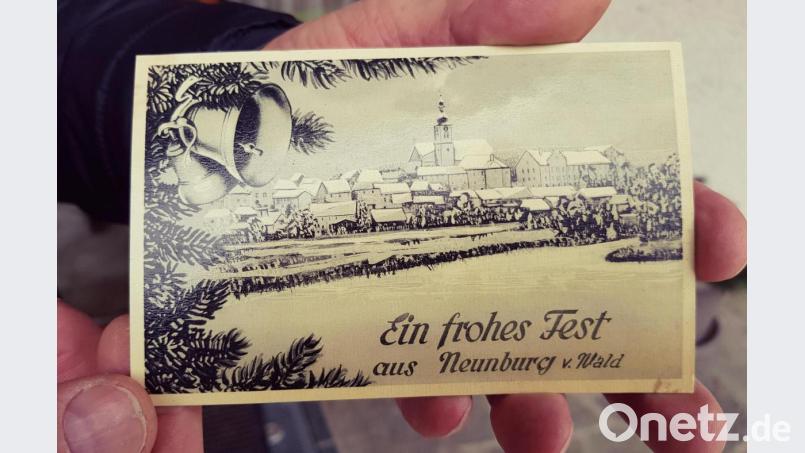 Ein frohes Fest
aus Neunburg v. Wald
Onetz.de